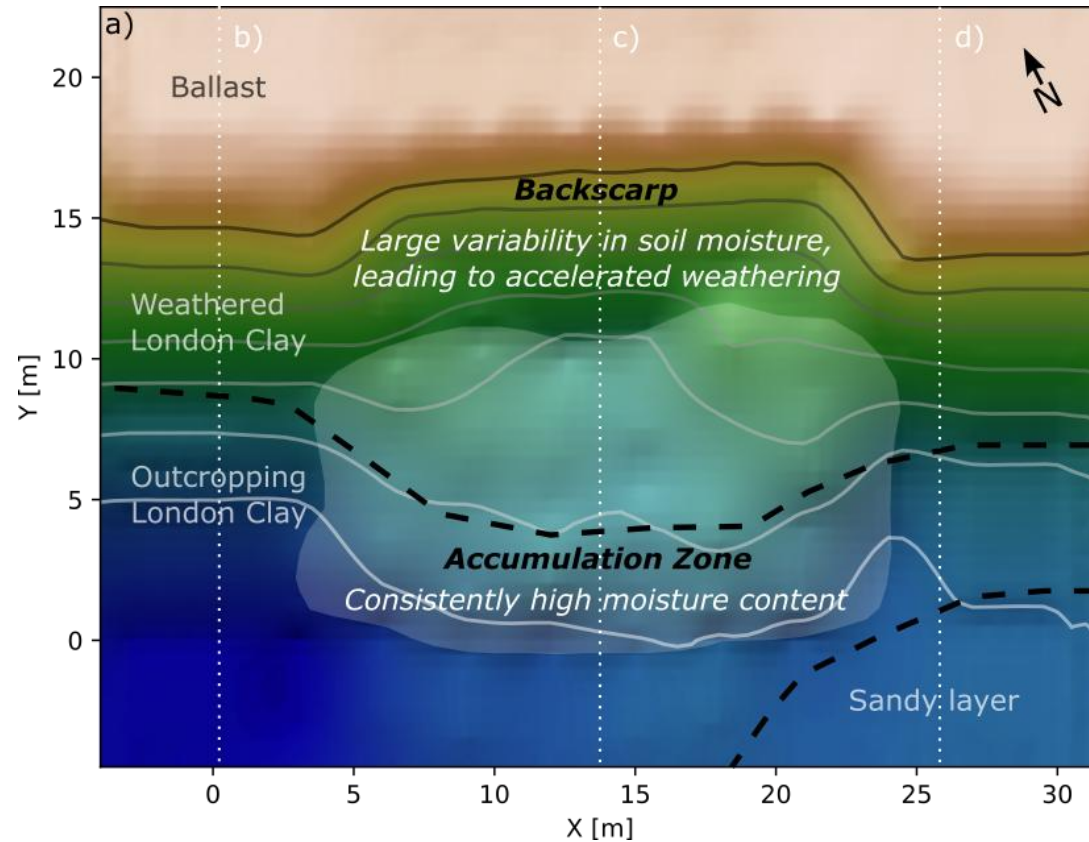 a)
b)
c)
d)
N
20
Ballast
15
Backscarp
Large variability in soil moisture,
leading to accelerated weathering
Weathered
London Clay
10
Y [m]
Outcropping
London Clay
5
Accumulation Zone
Consistently high moisture content
0
Sandy layer
0
5
10
15
20
25
30
X [m]